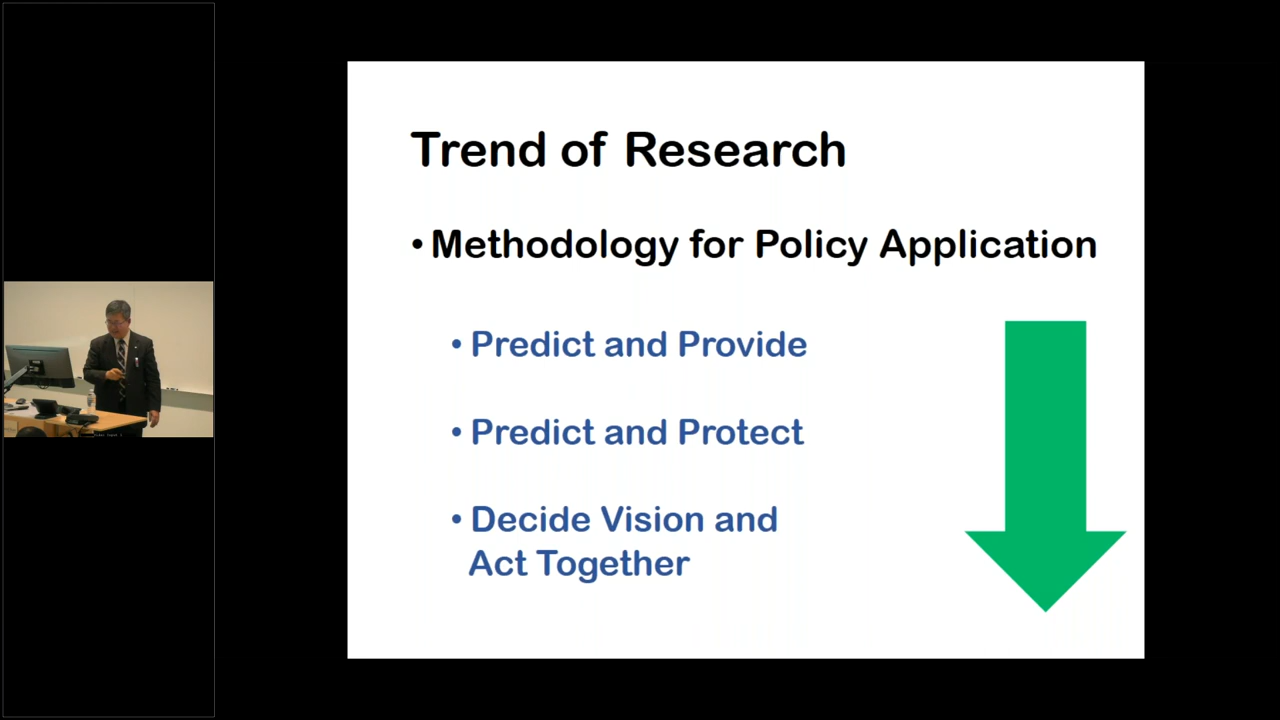 Trend of Research
• Methodology for Policy Application
• Predict and Provide
• Predict and Protect
• Decide Vision and
Act Together